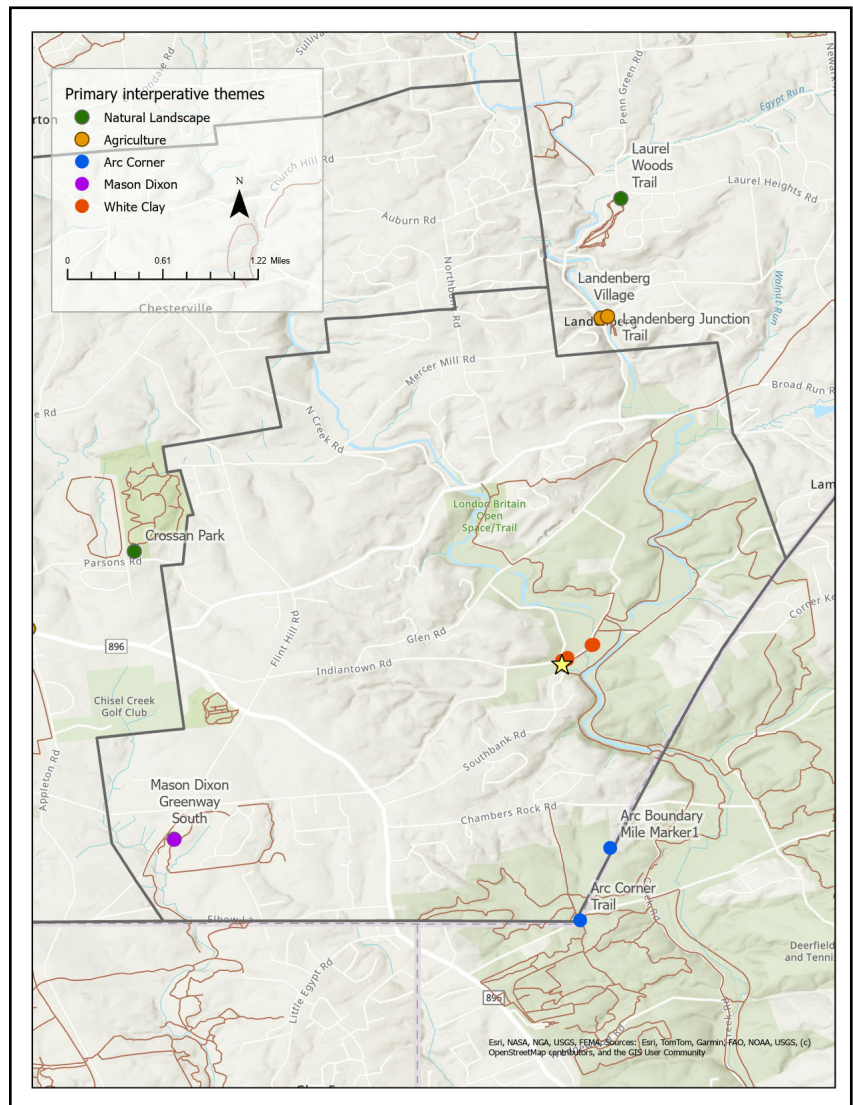 Sulliva
Penn Green Rd
Egypt Run
rton
Primary interperative themes
Natural Landscape
Agriculture
Arc Corner
Mason Dixon
White Clay
N
0 0.61 1.22 Miles
Church Hill Rd
Auburn Rd
Northbank Rd
Chesterville
Laurel
Woods
Trail
Laurel Heights Rd
Walnut Run
Landenberg
Village
Landenberg Junction
Trail
Landenberg
Mercer Mill Rd
Broad Run R
e Rd
N Creek Rd
Lam
London Britain
Open
Space/Trail
Crossan Park
Parsons Rd
Corner Ke
Flint Hill RD
Glen Rd
896
Indiantown Rd
Chisel Creek
Golf Club
Appleton Rd
Southbank Rd
Mason Dixon
Greenway
South
Chambers Rock Rd
Arc Boundary
Mile Marker1
Arc Corner
Trail
Creek Rd
Elbow La
Deerfield
and Tennis
Little Egypt Rd
896
Esri, NASA, NGA, USGS, FEMA, Sources: Esri, TomTom, Garmin, FAO, NOAA, USGS, (c)
OpenStreetMap contributors, and the GIS User Community